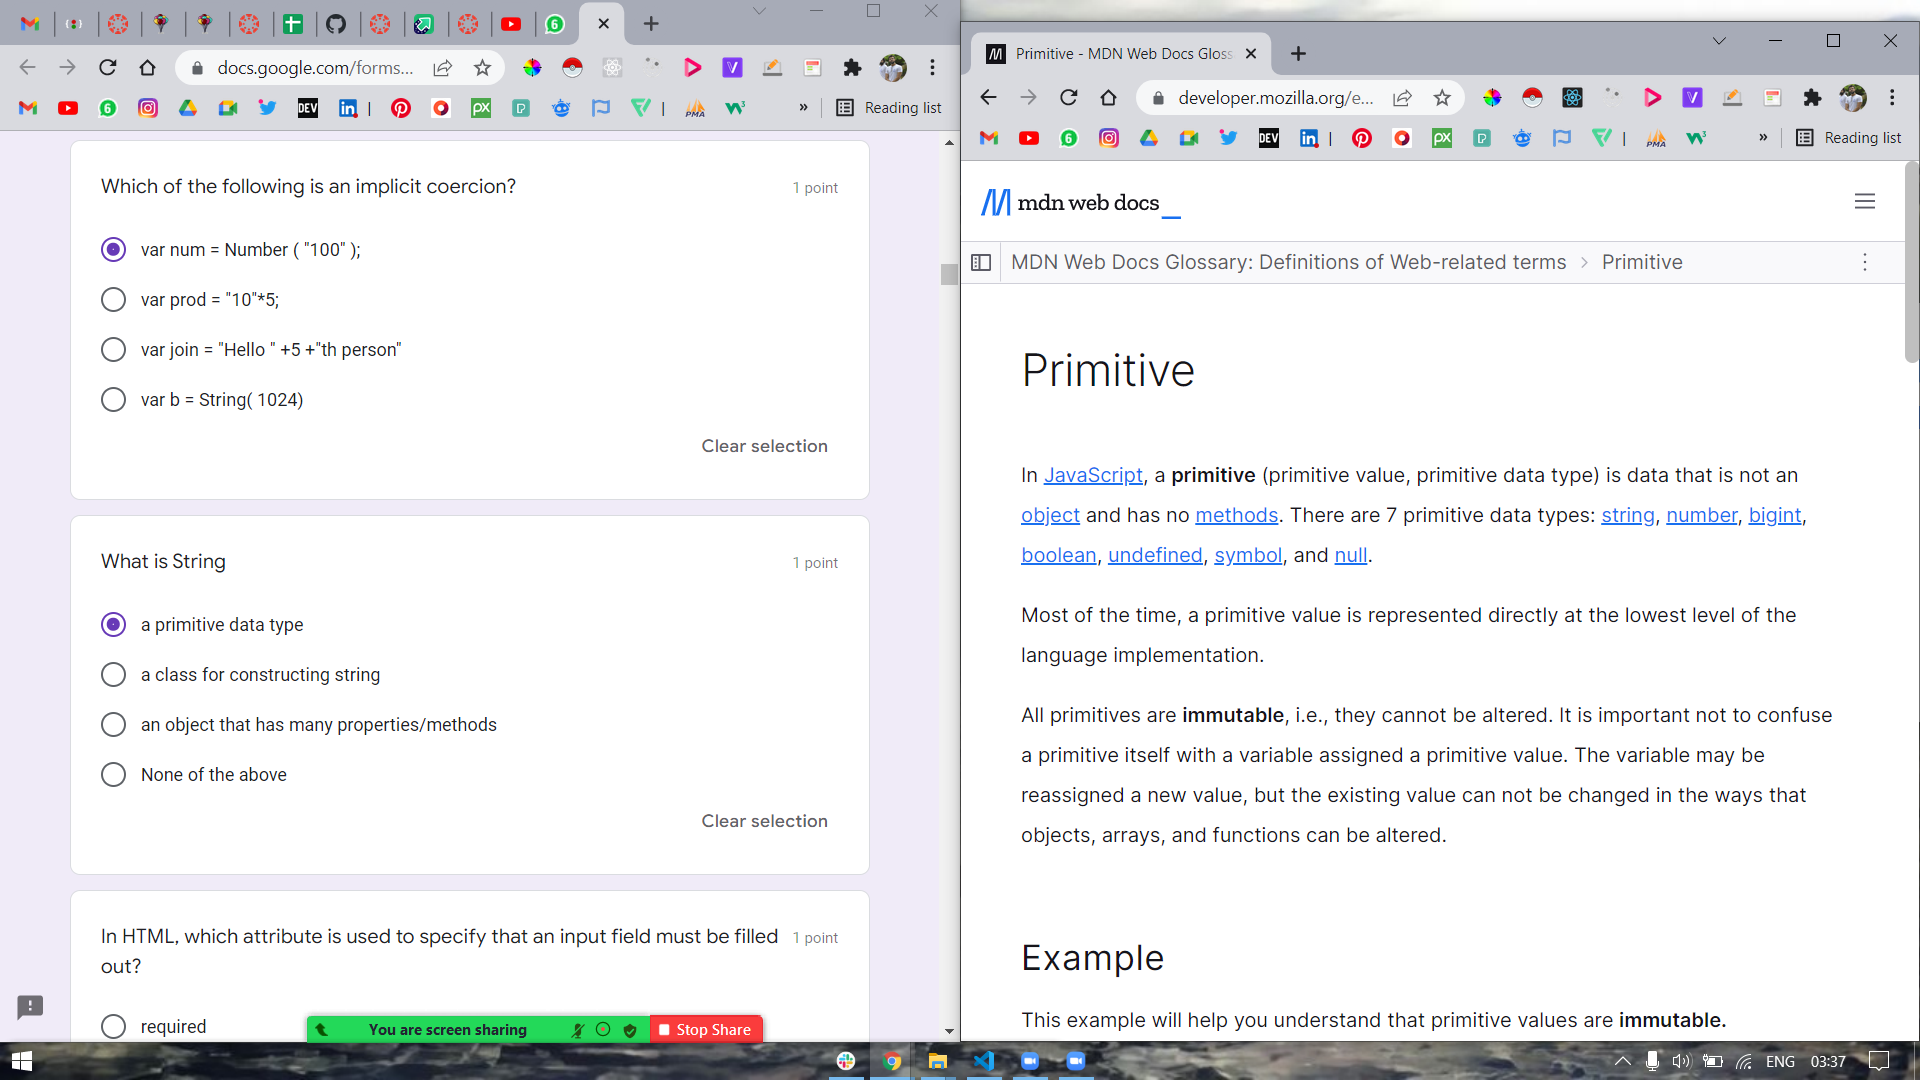 docs.google.com/forms...
Reading list
Which of the following is an implicit coercion?
1 point
var num = Number ( "100" );
var prod = "10"*5;
var join = "Hello " +5 +"th person"
var b = String( 1024)
Clear selection
What is String
1 point
a primitive data type
a class for constructing string
an object that has many properties/methods
None of the above
Clear selection
In HTML, which attribute is used to specify that an input field must be filled
out?
1 point
required
You are screen sharing
Stop Share
Primitive - MDN Web Docs Gloss
developer.mozilla.org/e...
Reading list
mdn web docs_
MDN Web Docs Glossary: Definitions of Web-related terms > Primitive
Primitive
In JavaScript, a primitive (primitive value, primitive data type) is data that is not an
object and has no methods. There are 7 primitive data types: string, number, bigint,
boolean, undefined, symbol, and null.
Most of the time, a primitive value is represented directly at the lowest level of the
language implementation.
All primitives are immutable, i.e., they cannot be altered. It is important not to confuse
a primitive itself with a variable assigned a primitive value. The variable may be
reassigned a new value, but the existing value can not be changed in the ways that
objects, arrays, and functions can be altered.
Example
This example will help you understand that primitive values are immutable.
ENG
03:37